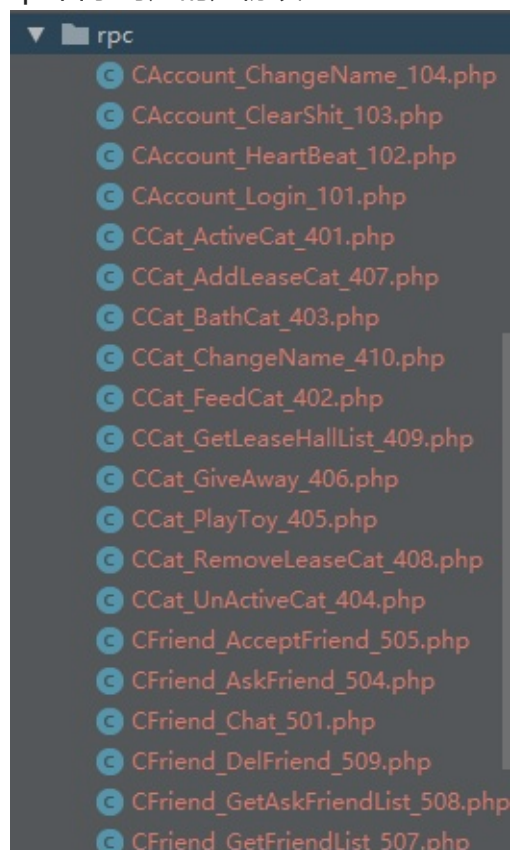 rpc
CAccount_ChangeName_104.php
CAccount_ClearShit_103.php
CAccount_HeartBeat_102.php
CAccount_Login_101.php
CCat_ActiveCat_401.php
CCat_AddLeaseCat_407.php
CCat_BathCat_403.php
CCat_ChangeName_410.php
CCat_FeedCat_402.php
CCat_GetLeaseHallList_409.php
CCat_GiveAway_406.php
CCat_PlayToy_405.php
CCat_RemoveLeaseCat_408.php
CCat_UnActiveCat_404.php
CFriend_AcceptFriend_505.php
CFriend_AskFriend_504.php
CFriend_Chat_501.php
CFriend_DelFriend_509.php
CFriend_GetAskFriendList_508.php
CFriend_GetFriendList_507.php